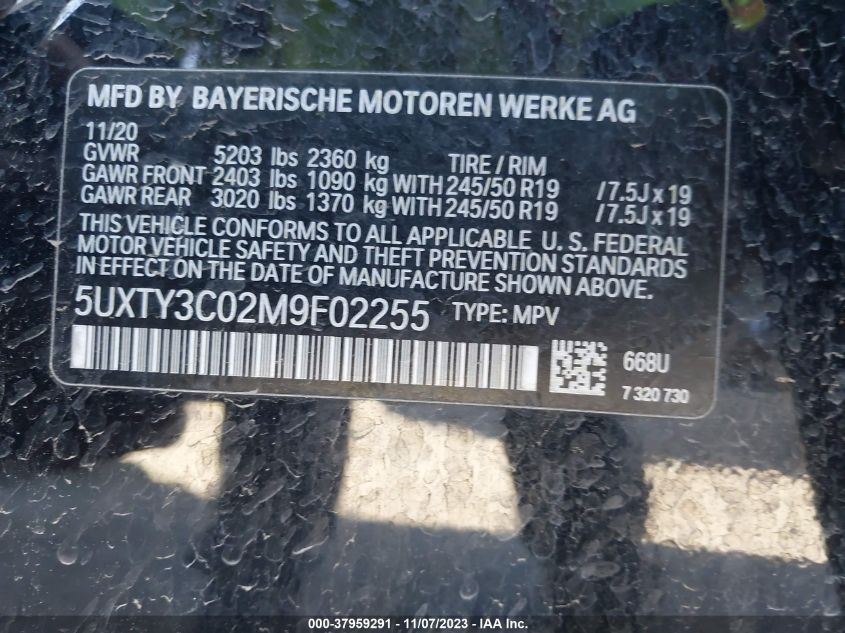 MFD BY BAYERISCHE MOTOREN WERKE AG
11/20
GVWR 5203 lbs 2360 kg TIRE / RIM
GAWR FRONT 2403 lbs 1090 kg WITH 245/50 R19 / 7.5J x 19
GAWR REAR 3020 lbs 1370 kg WITH 245/50 R19 / 7.5J x 19
THIS VEHICLE CONFORMS TO ALL APPLICABLE U. S. FEDERAL
MOTOR VEHICLE SAFETY AND THEFT PREVENTION STANDARDS
IN EFFECT ON THE DATE OF MANUFACTURE SHOWN ABOVE.
5UXTY3C02M9F02255 TYPE: MPV
668U
7 320 730
000-37959291 - 11/07/2023 - IAA Inc.